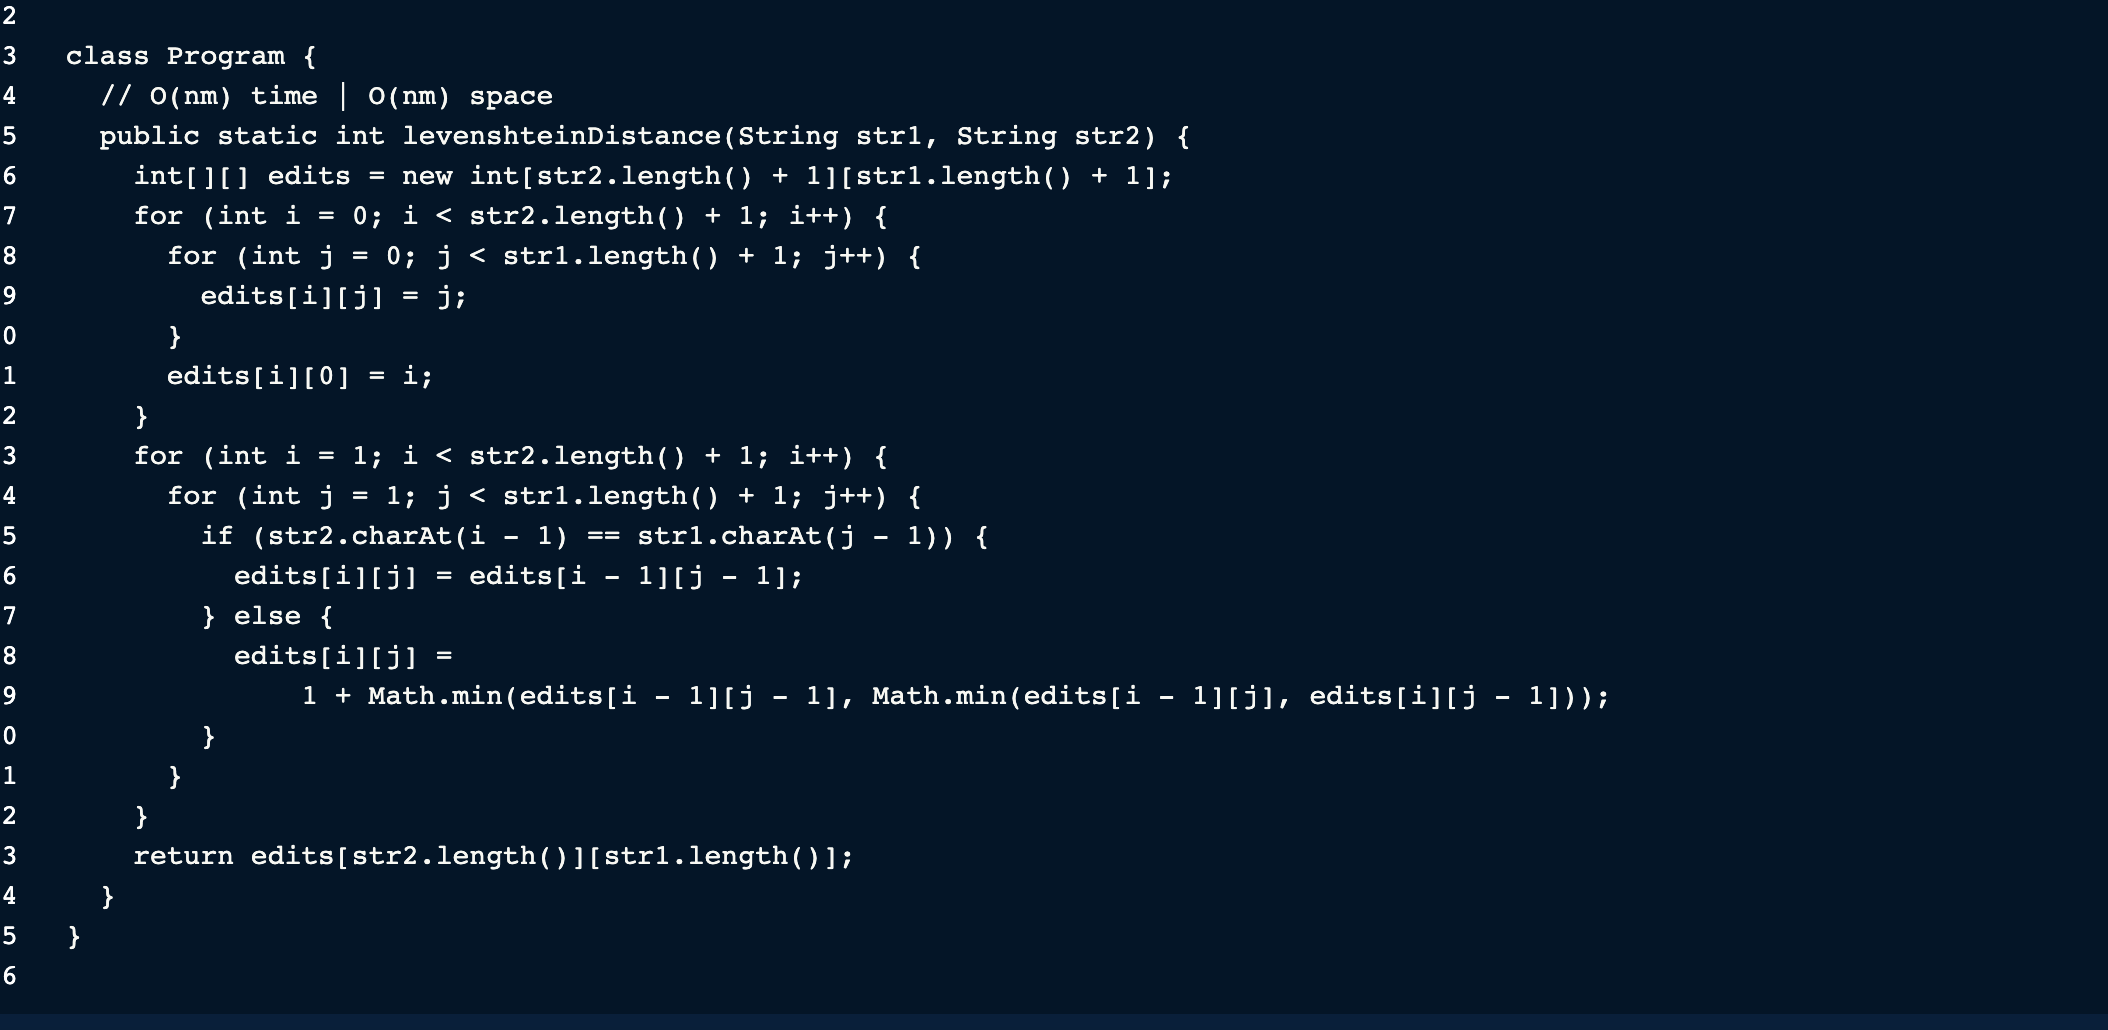 2
3 class Program {
4 // O(nm) time | O(nm) space
5 public static int levenshteinDistance(String str1, String str2) {
6 int[][] edits = new int[str2.length() + 1][str1.length() + 1];
7 for (int i = 0; i < str2.length() + 1; i++) {
8 for (int j = 0; j < str1.length() + 1; j++) {
9 edits[i][j] = j;
0 }
1 edits[i][0] = i;
2 }
3 for (int i = 1; i < str2.length() + 1; i++) {
4 for (int j = 1; j < str1.length() + 1; j++) {
5 if (str2.charAt(i - 1) == str1.charAt(j - 1)) {
6 edits[i][j] = edits[i - 1][j - 1];
7 } else {
8 edits[i][j] =
9 1 + Math.min(edits[i - 1][j - 1], Math.min(edits[i - 1][j], edits[i][j - 1]));
0 }
1 }
2 }
3 return edits[str2.length()][str1.length()];
4 }
5 }
6